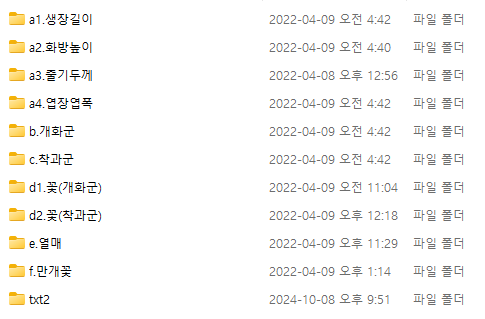 a1.생장길이 2022-04-09 오전 4:42 파일 폴더
a2.화방높이 2022-04-09 오전 4:40 파일 폴더
a3.줄기두께 2022-04-08 오후 12:56 파일 폴더
a4.엽장엽폭 2022-04-09 오전 4:42 파일 폴더
b.개화군 2022-04-09 오전 4:42 파일 폴더
c.착과군 2022-04-09 오전 4:42 파일 폴더
d1.꽃(개화군) 2022-04-09 오전 11:04 파일 폴더
d2.꽃(착과군) 2022-04-09 오후 12:18 파일 폴더
e.열매 2022-04-09 오후 11:29 파일 폴더
f.만개꽃 2022-04-09 오후 1:14 파일 폴더
txt2 2024-10-08 오후 9:51 파일 폴더